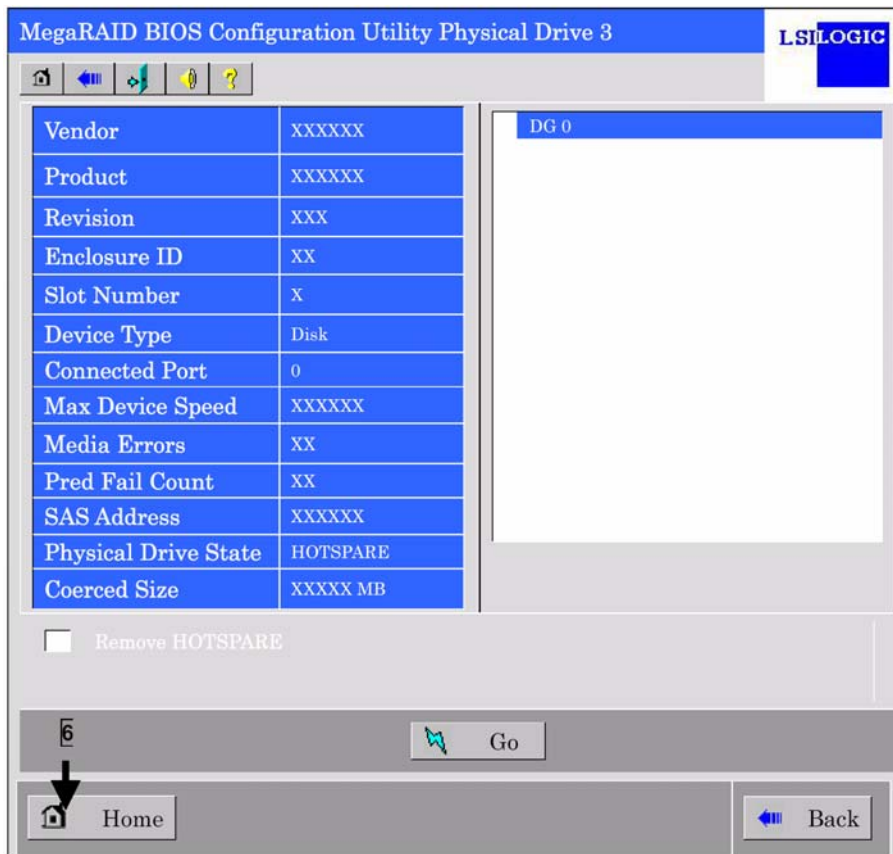 MegaRAID BIOS Configuration Utility Physical Drive 3
LSI LOGIC
Vendor XXXXXX
Product XXXXXX
Revision XXX
Enclosure ID XX
Slot Number X
Device Type Disk
Connected Port 0
Max Device Speed XXXXXX
Media Errors XX
Pred Fail Count XX
SAS Address XXXXXX
Physical Drive State HOTSPARE
Coerced Size XXXXX MB
DG 0
Remove HOTSPARE
6
Go
Home
Back